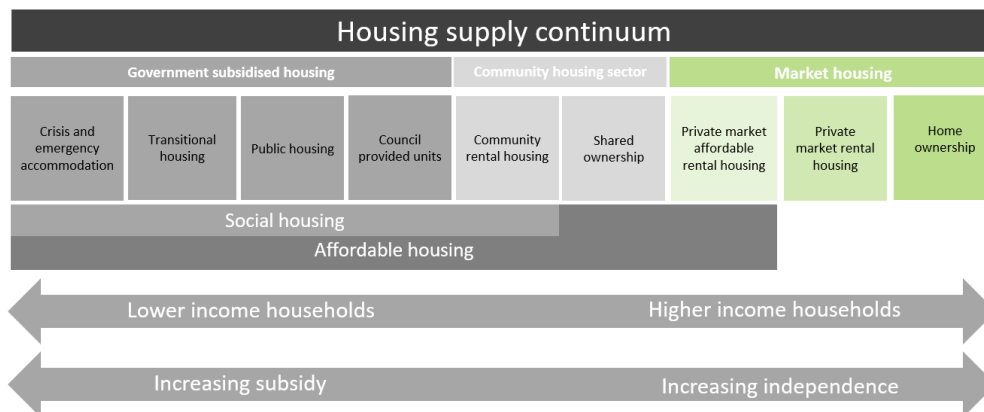 Housing supply continuum
Government subsidised housing
Community housing sector
Market housing
Crisis and
emergency
accommodation
Transitional
housing
Public housing
Council
provided units
Community
rental housing
Shared
ownership
Private market
affordable
rental housing
Private
market rental
housing
Home
ownership
Social housing
Affordable housing
Lower income households
Higher income households
Increasing subsidy
Increasing independence